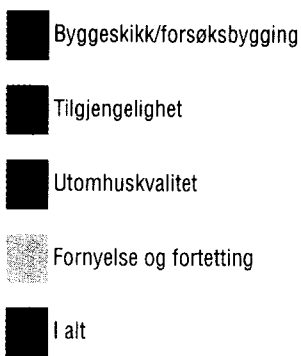 Byggeskikk/forsøksbygging
Tilgjengelighet
Utomhuskvalitet
Fornyelse og fortetting
I alt